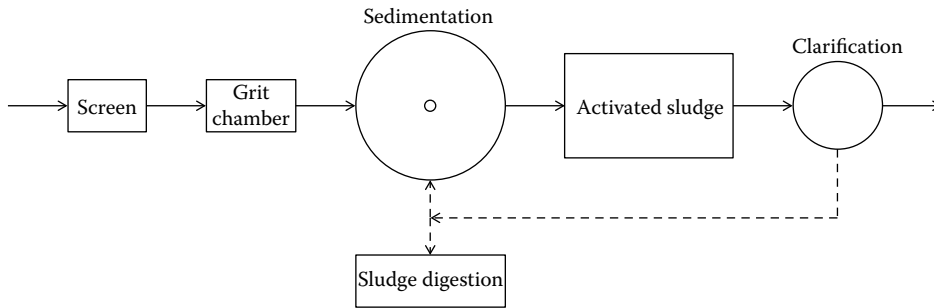 Sedimentation
Clarification
Screen
Grit
chamber
Activated sludge
Sludge digestion